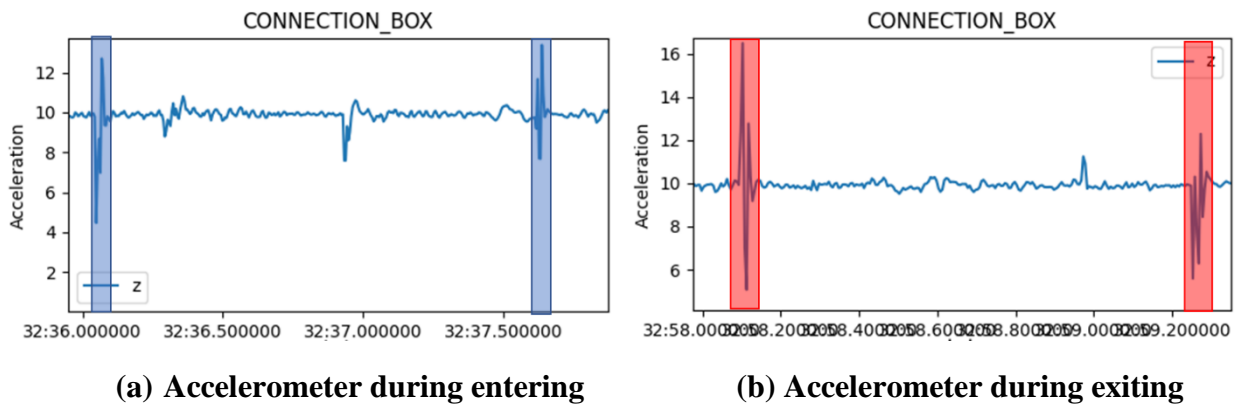 CONNECTION_BOX
12
10
8
6
4
2
Acceleration
z
32:36.000000 32:36.500000 32:37.000000 32:37.500000
(a) Accelerometer during entering
CONNECTION_BOX
16
14
12
10
8
6
Acceleration
z
(b) Accelerometer during exiting